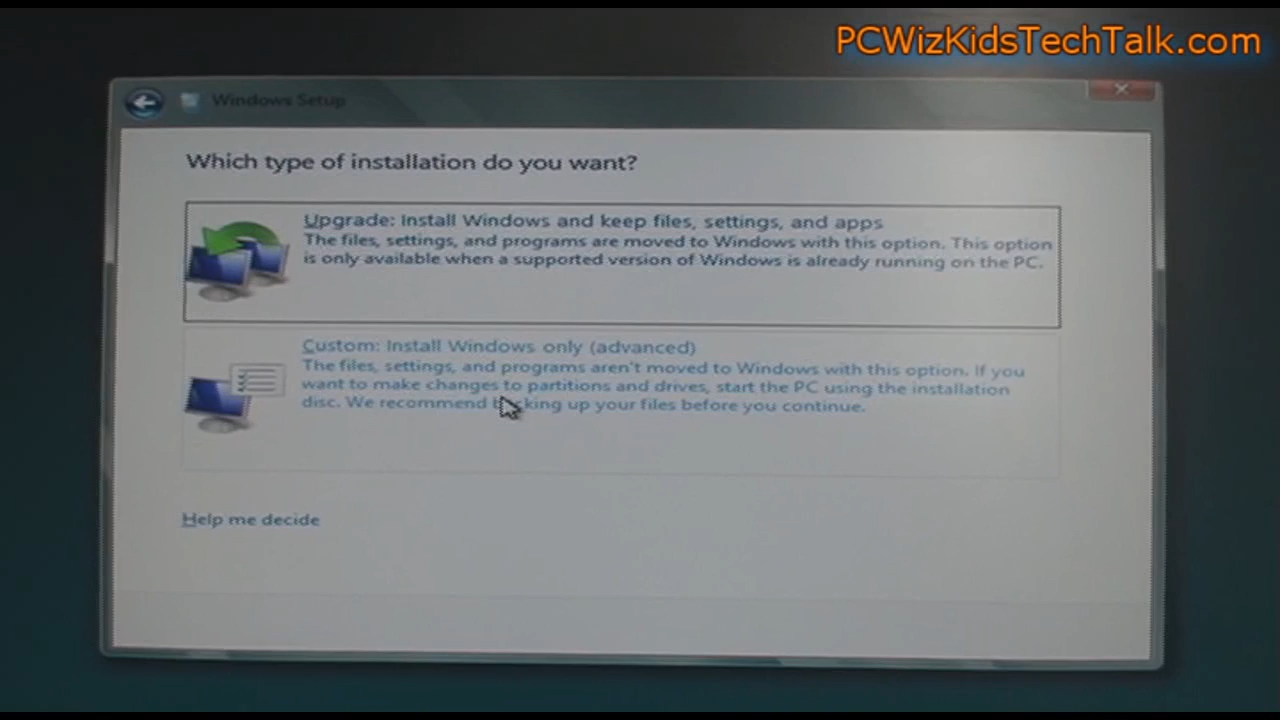 PCWizKidsTechTalk.com
Windows Setup
Which type of installation do you want?
Upgrade: Install Windows and keep files, settings, and apps
The files, settings, and programs are moved to Windows with this option. This option
is only available when a supported version of Windows is already running on the PC.
Custom: Install Windows only (advanced)
The files, settings, and programs aren't moved to Windows with this option. If you
want to make changes to partitions and drives, start the PC using the installation
disc. We recommend backing up your files before you continue.
Help me decide